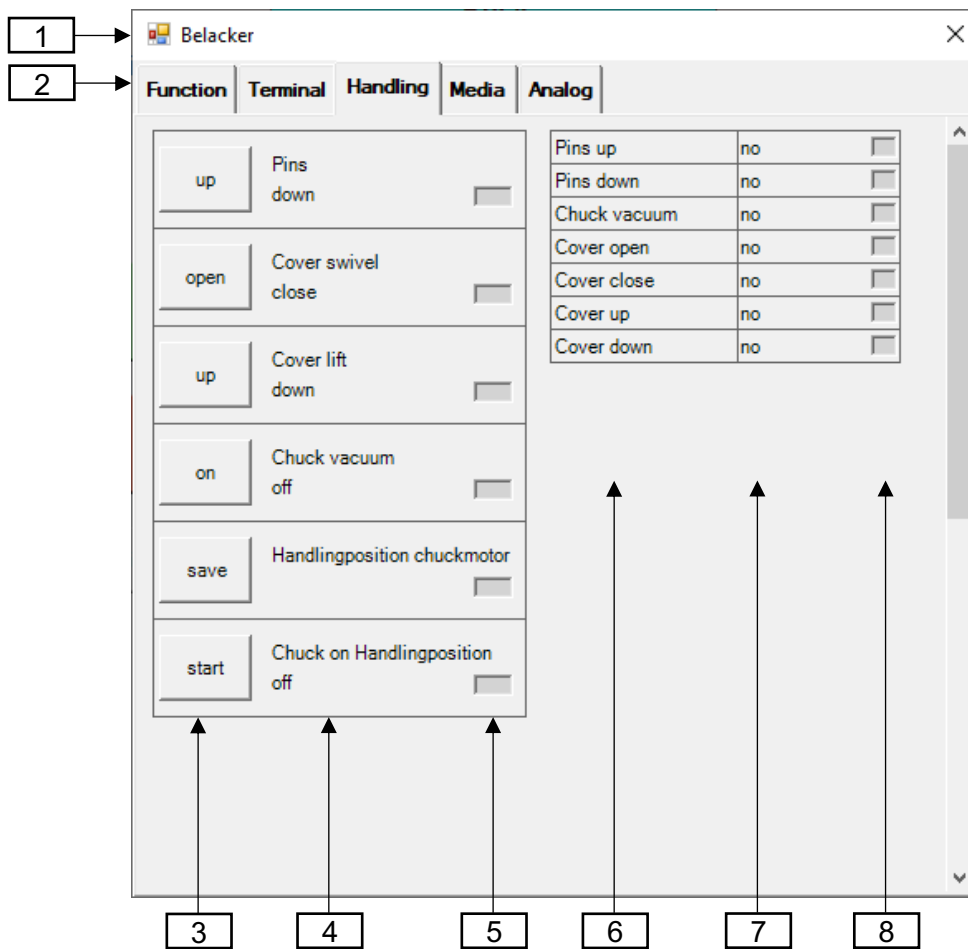 1
Belacker
2
Function Terminal Handling Media Analog
up
Pins
down
open
Cover swivel
close
up
Cover lift
down
on
Chuck vacuum
off
save
Handlingposition chuckmotor
start
Chuck on Handlingposition
off
Pins up no
Pins down no
Chuck vacuum no
Cover open no
Cover close no
Cover up no
Cover down no
3 4 5 6 7 8